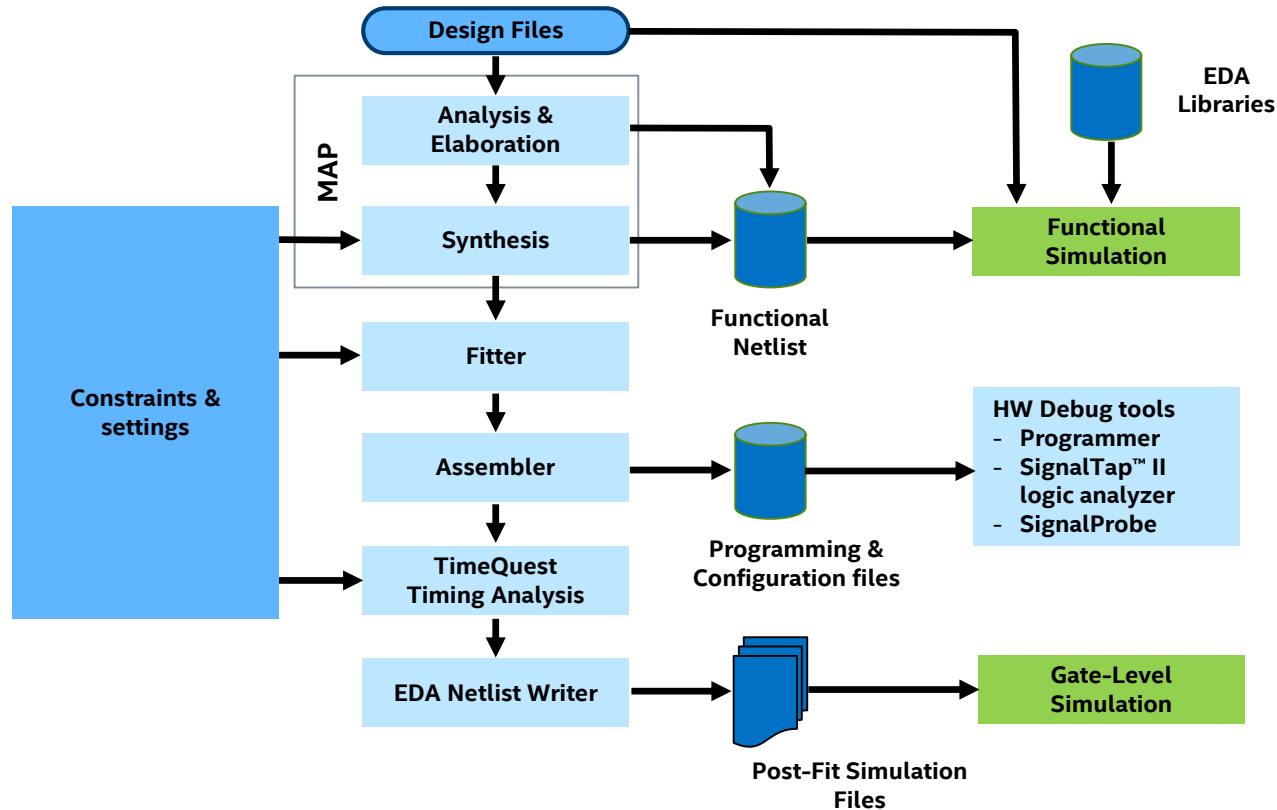 Design Files
EDA
Libraries
Analysis &
Elaboration
MAP
Synthesis
Functional
Simulation
Functional
Netlist
Fitter
Constraints &
settings
HW Debug tools
- Programmer
- SignalTap™ II
logic analyzer
- SignalProbe
Assembler
Programming &
Configuration files
TimeQuest
Timing Analysis
EDA Netlist Writer
Gate-Level
Simulation
Post-Fit Simulation
Files